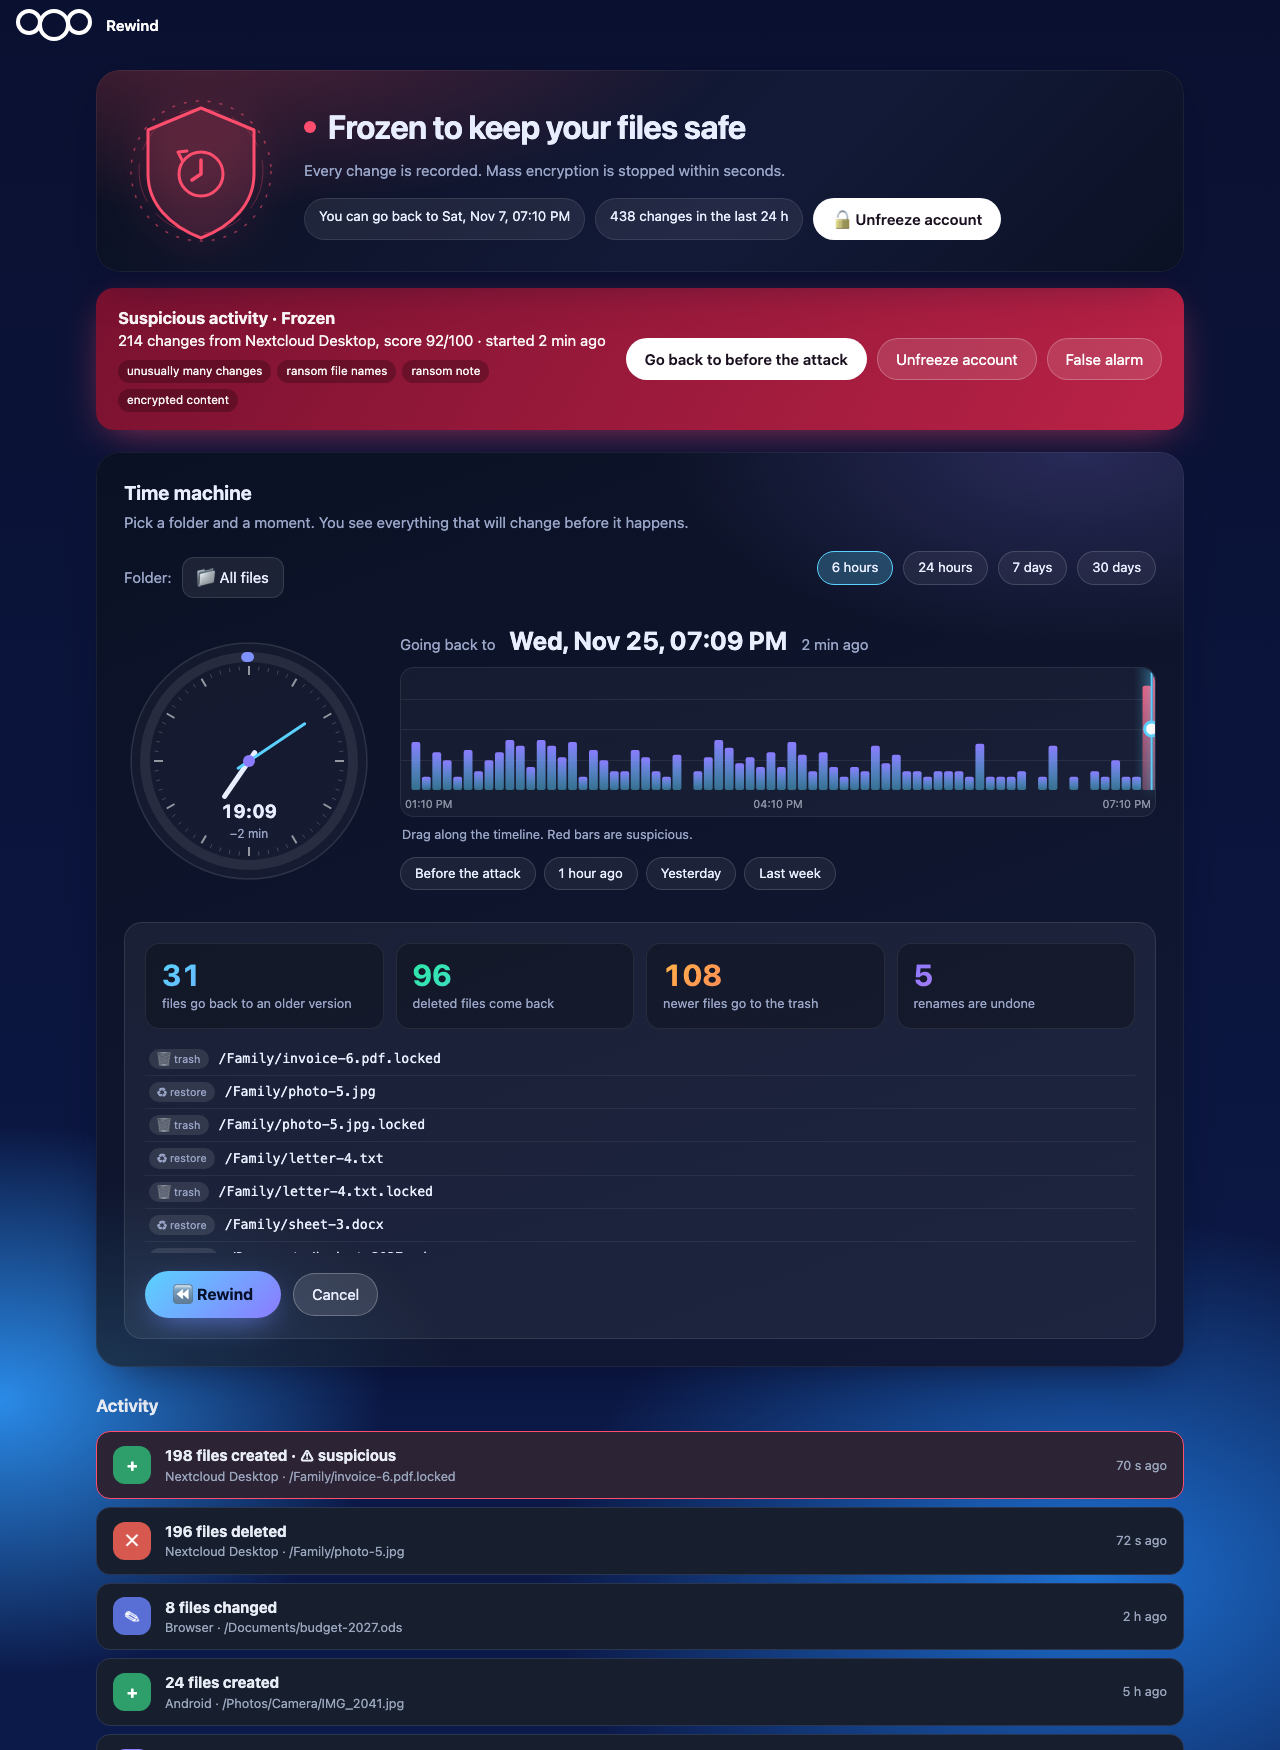 Rewind
Frozen to keep your files safe
Every change is recorded. Mass encryption is stopped within seconds.
You can go back to Sat, Nov 7, 07:10 PM
438 changes in the last 24 h
🔒 Unfreeze account
Suspicious activity · Frozen
214 changes from Nextcloud Desktop, score 92/100 · started 2 min ago
unusually many changes
ransom file names
ransom note
encrypted content
Go back to before the attack
Unfreeze account
False alarm
Time machine
Pick a folder and a moment. You see everything that will change before it happens.
Folder:
📁 All files
6 hours
24 hours
7 days
30 days
19:09
−2 min
Going back to Wed, Nov 25, 07:09 PM 2 min ago
01:10 PM
04:10 PM
07:10 PM
Drag along the timeline. Red bars are suspicious.
Before the attack
1 hour ago
Yesterday
Last week
31
files go back to an older version
96
deleted files come back
108
newer files go to the trash
5
renames are undone
🗑 trash /Family/invoice-6.pdf.locked
♻ restore /Family/photo-5.jpg
🗑 trash /Family/photo-5.jpg.locked
♻ restore /Family/letter-4.txt
🗑 trash /Family/letter-4.txt.locked
♻ restore /Family/sheet-3.docx
⏪ Rewind
Cancel
Activity
198 files created · ⚠ suspicious
Nextcloud Desktop · /Family/invoice-6.pdf.locked
70 s ago
196 files deleted
Nextcloud Desktop · /Family/photo-5.jpg
72 s ago
8 files changed
Browser · /Documents/budget-2027.ods
2 h ago
24 files created
Android · /Photos/Camera/IMG_2041.jpg
5 h ago